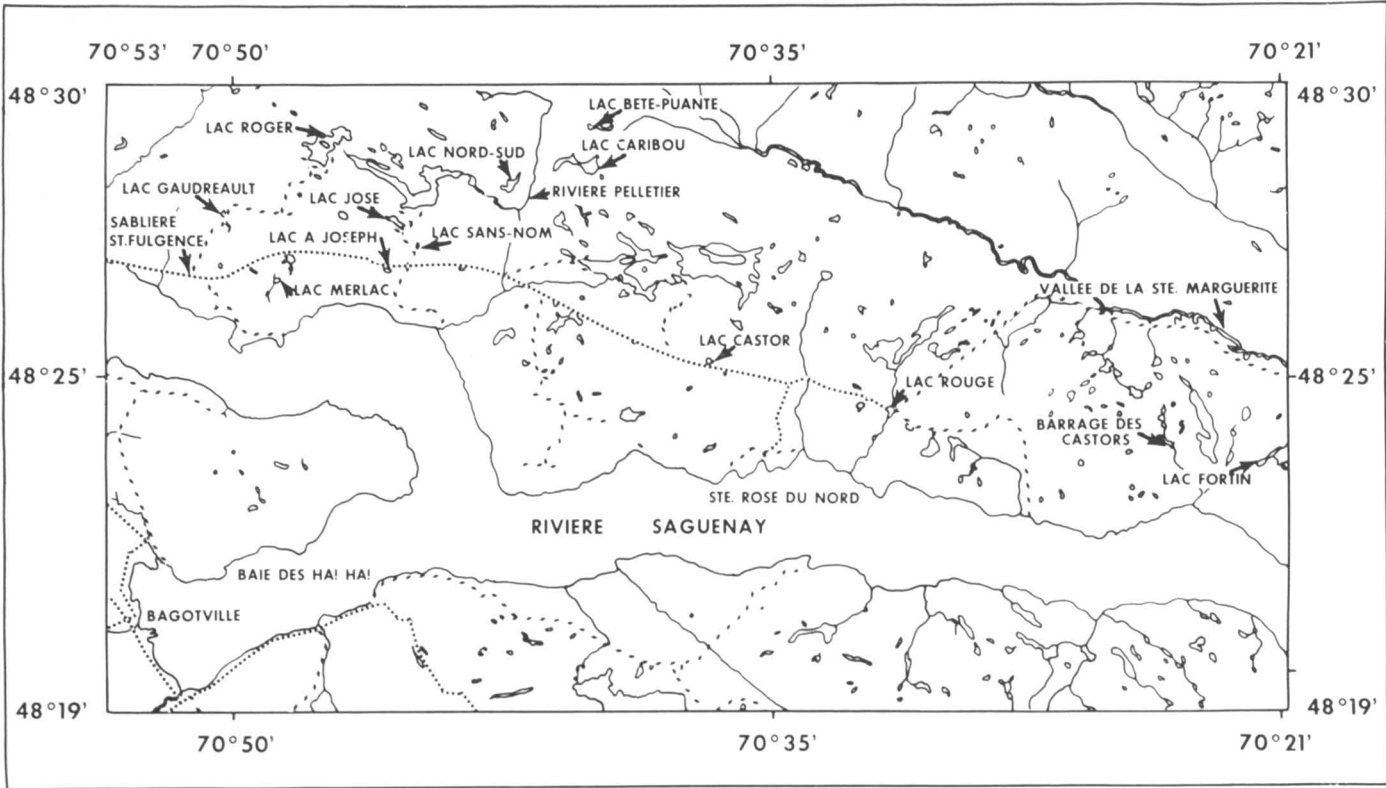 70°53' 70°50' 70°35' 70°21'
48°30' 48°30'
LAC BETE-PUANTE
LAC ROGER
LAC NORD-SUD
LAC CARIBOU
LAC GAUDREAULT
LAC JOSE
RIVIERE PELLETIER
SABLIERE
ST.FULGENCE
LAC A JOSEPH
LAC SANS-NOM
LAC MERLAC
VALLEE DE LA STE. MARGUERITE
LAC CASTOR
48°25' 48°25'
LAC ROUGE
BARRAGE DES
CASTORS
LAC FORTIN
STE. ROSE DU NORD
RIVIERE SAGUENAY
BAIE DES HA! HA!
BAGOTVILLE
48°19' 48°19'
70°50' 70°35' 70°21'